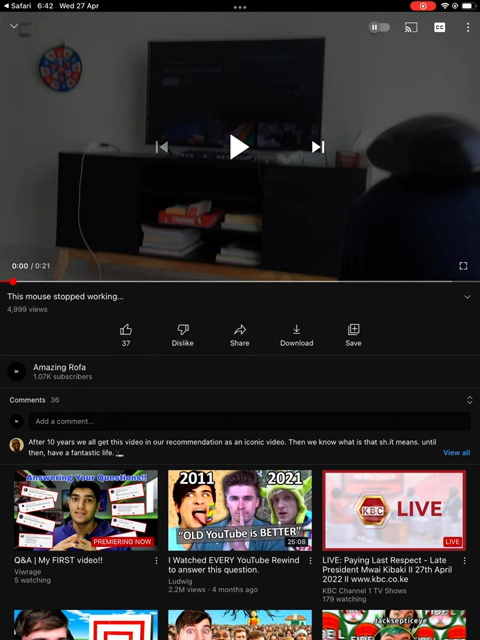 Safari 6:42 Wed 27 Apr
CC
0:00 / 0:21
This mouse stopped working...
4,999 views
37
Dislike
Share
Download
Save
Amazing Rofa
1.07K subscribers
Comments 36
Add a comment...
After 10 years we all get this video in our recommendation as an iconic video. Then we know what is that sh.it means. until
then, have a fantastic life.
View all
Answering Your Questions!!
PREMIERING NOW
2011
2021
"OLD YouTube is BETTER"
25:08
KBC
LIVE
LIVE
Q&A | My FIRST video!!
Viwrage
5 watching
I Watched EVERY YouTube Rewind
to answer this question.
Ludwig
2.2M views · 4 months ago
LIVE: Paying Last Respect - Late
President Mwai Kibaki II 27th April
2022 II www.kbc.co.ke
KBC Channel 1 TV Shows
179 watching
Jacksepticeye